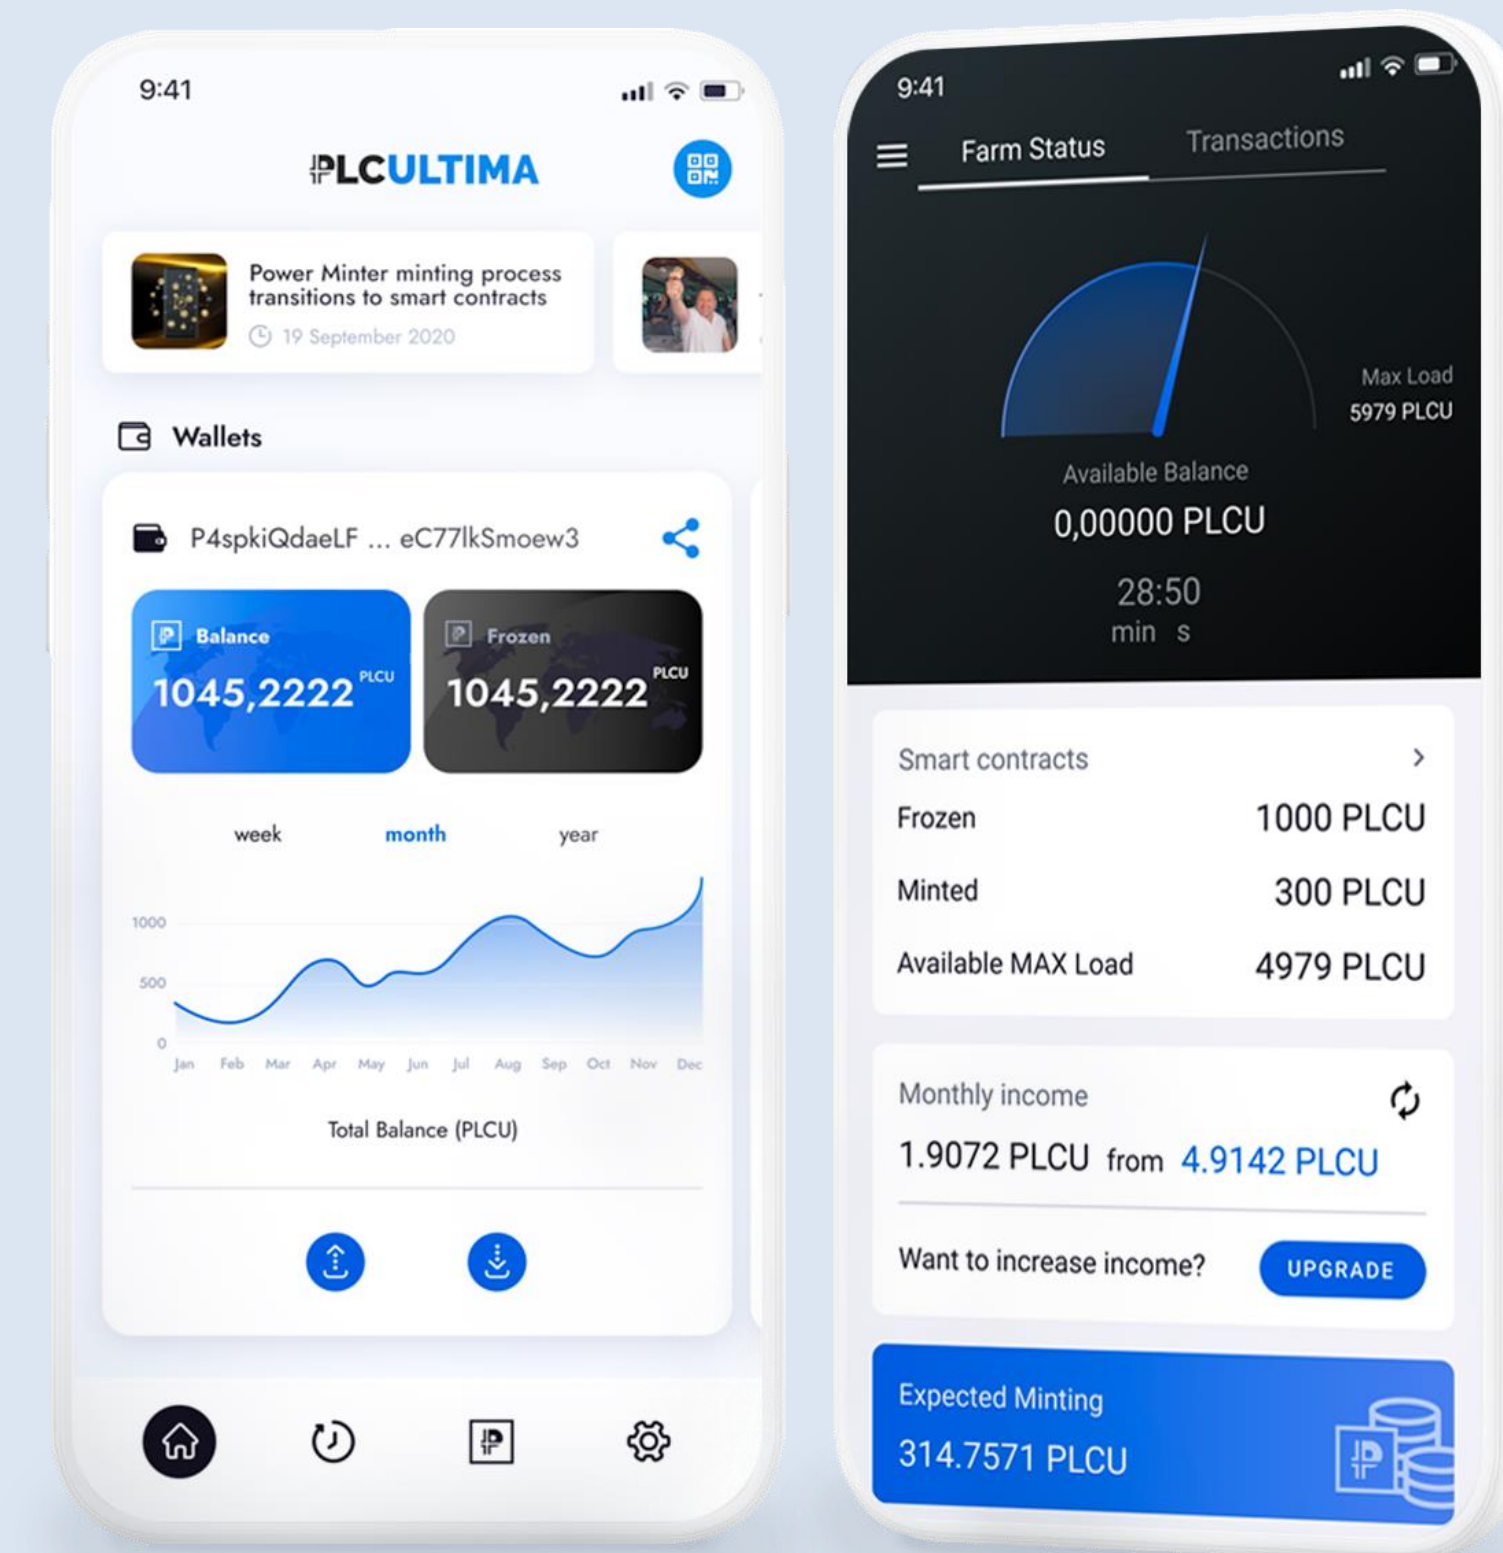 9:41
PLCULTIMA
Power Minter minting process
transitions to smart contracts
19 September 2020
Wallets
P4spkiQdaeLF ... eC77lkSmoew3
Balance
1045,2222 PLCU
Frozen
1045,2222 PLCU
week month year
1000
500
0
Jan Feb Mar Apr May Jun Jul Aug Sep Oct Nov Dec
Total Balance (PLCU)
9:41
Farm Status Transactions
Max Load
5979 PLCU
Available Balance
0,00000 PLCU
28:50
min s
Smart contracts
Frozen 1000 PLCU
Minted 300 PLCU
Available MAX Load 4979 PLCU
Monthly income
1.9072 PLCU from 4.9142 PLCU
Want to increase income? UPGRADE
Expected Minting
314.7571 PLCU